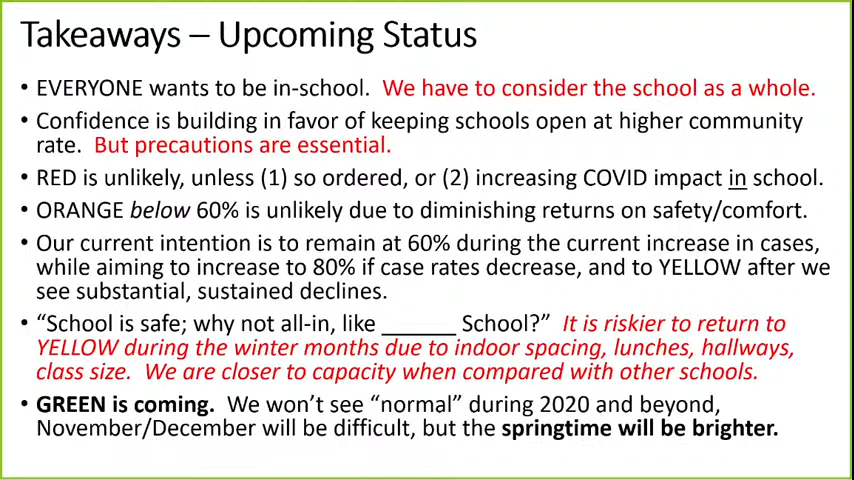 Takeaways – Upcoming Status
• EVERYONE wants to be in-school. We have to consider the school as a whole.
• Confidence is building in favor of keeping schools open at higher community
rate. But precautions are essential.
• RED is unlikely, unless (1) so ordered, or (2) increasing COVID impact in school.
• ORANGE below 60% is unlikely due to diminishing returns on safety/comfort.
• Our current intention is to remain at 60% during the current increase in cases,
while aiming to increase to 80% if case rates decrease, and to YELLOW after we
see substantial, sustained declines.
• “School is safe; why not all-in, like ______ School?” It is riskier to return to
YELLOW during the winter months due to indoor spacing, lunches, hallways,
class size. We are closer to capacity when compared with other schools.
• GREEN is coming. We won’t see “normal” during 2020 and beyond,
November/December will be difficult, but the springtime will be brighter.